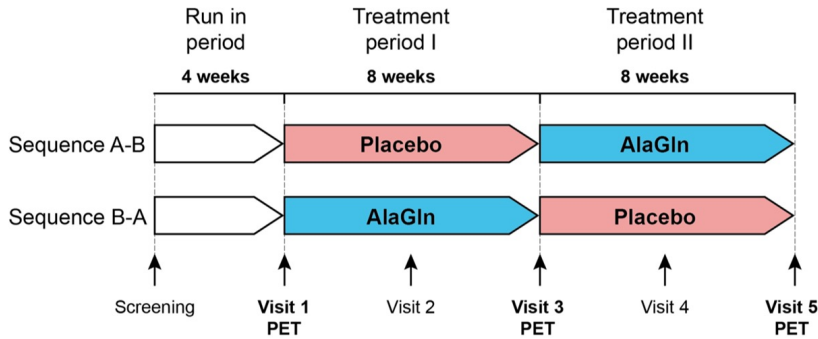 Run in
period
4 weeks
Treatment
period I
8 weeks
Treatment
period II
8 weeks
Sequence A-B
Placebo
AlaGln
Sequence B-A
AlaGln
Placebo
Screening
Visit 1
PET
Visit 2
Visit 3
PET
Visit 4
Visit 5
PET